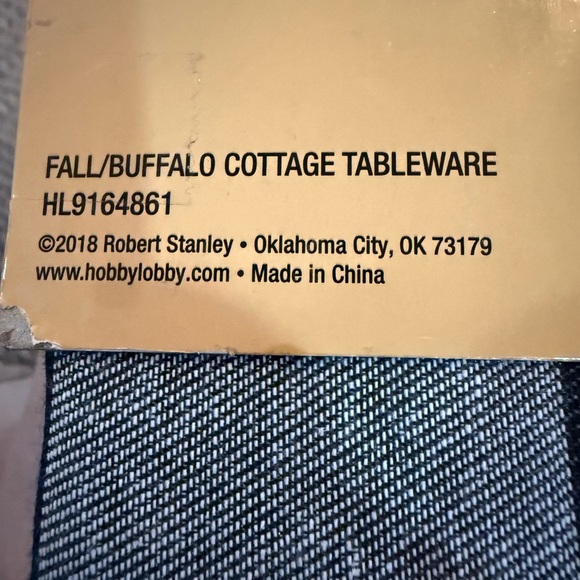 FALL/BUFFALO COTTAGE TABLEWARE
HL9164861
©2018 Robert Stanley • Oklahoma City, OK 73179
www.hobbylobby.com • Made in China